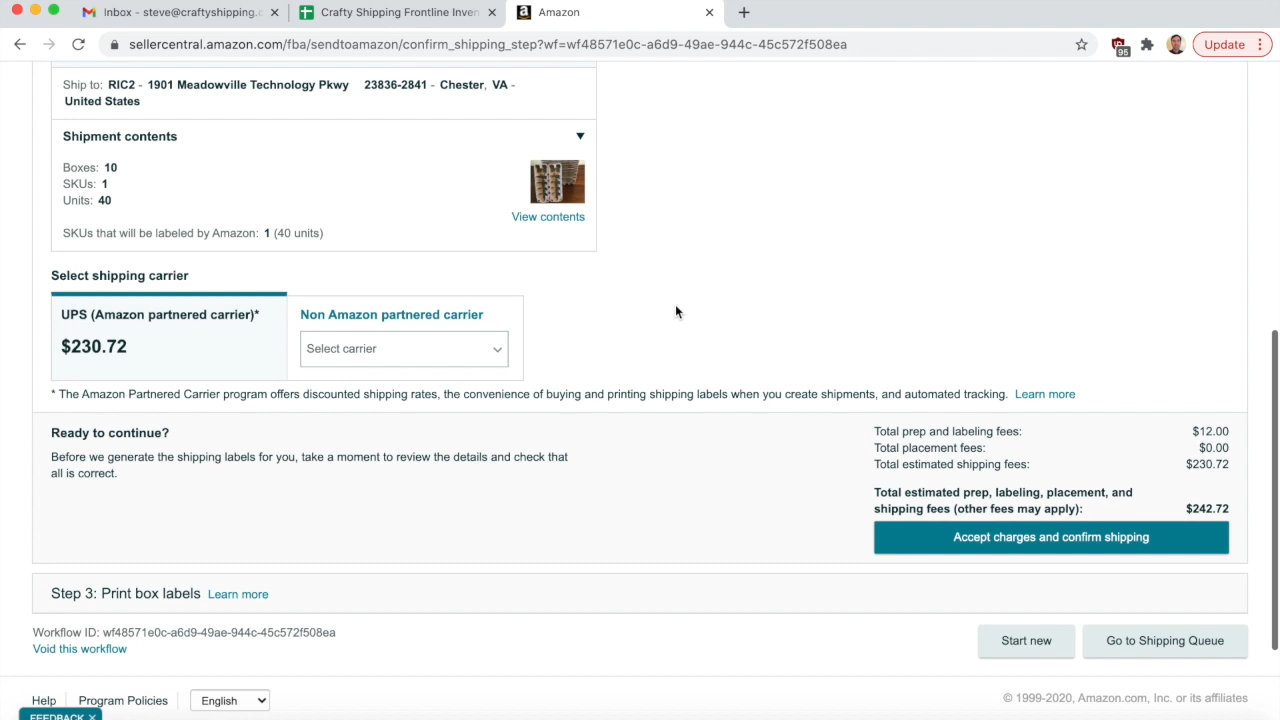 Inbox - steve@craftyshipping.c
Crafty Shipping Frontline Inven
Amazon
sellercentral.amazon.com/fba/sendtoamazon/confirm_shipping_step?wf=wf48571e0c-a6d9-49ae-944c-45c572f508ea
95
Update
Ship to: RIC2 - 1901 Meadowville Technology Pkwy 23836-2841 - Chester, VA -
United States
Shipment contents
Boxes: 10
SKUs: 1
Units: 40
View contents
SKUs that will be labeled by Amazon: 1 (40 units)
Select shipping carrier
UPS (Amazon partnered carrier)*
$230.72
Non Amazon partnered carrier
Select carrier
* The Amazon Partnered Carrier program offers discounted shipping rates, the convenience of buying and printing shipping labels when you create shipments, and automated tracking. Learn more
Ready to continue?
Before we generate the shipping labels for you, take a moment to review the details and check that
all is correct.
Total prep and labeling fees: $12.00
Total placement fees: $0.00
Total estimated shipping fees: $230.72
Total estimated prep, labeling, placement, and
shipping fees (other fees may apply): $242.72
Accept charges and confirm shipping
Step 3: Print box labels Learn more
Workflow ID: wf48571e0c-a6d9-49ae-944c-45c572f508ea
Void this workflow
Start new
Go to Shipping Queue
Help
Program Policies
English
© 1999-2020, Amazon.com, Inc. or its affiliates
FEEDBACK